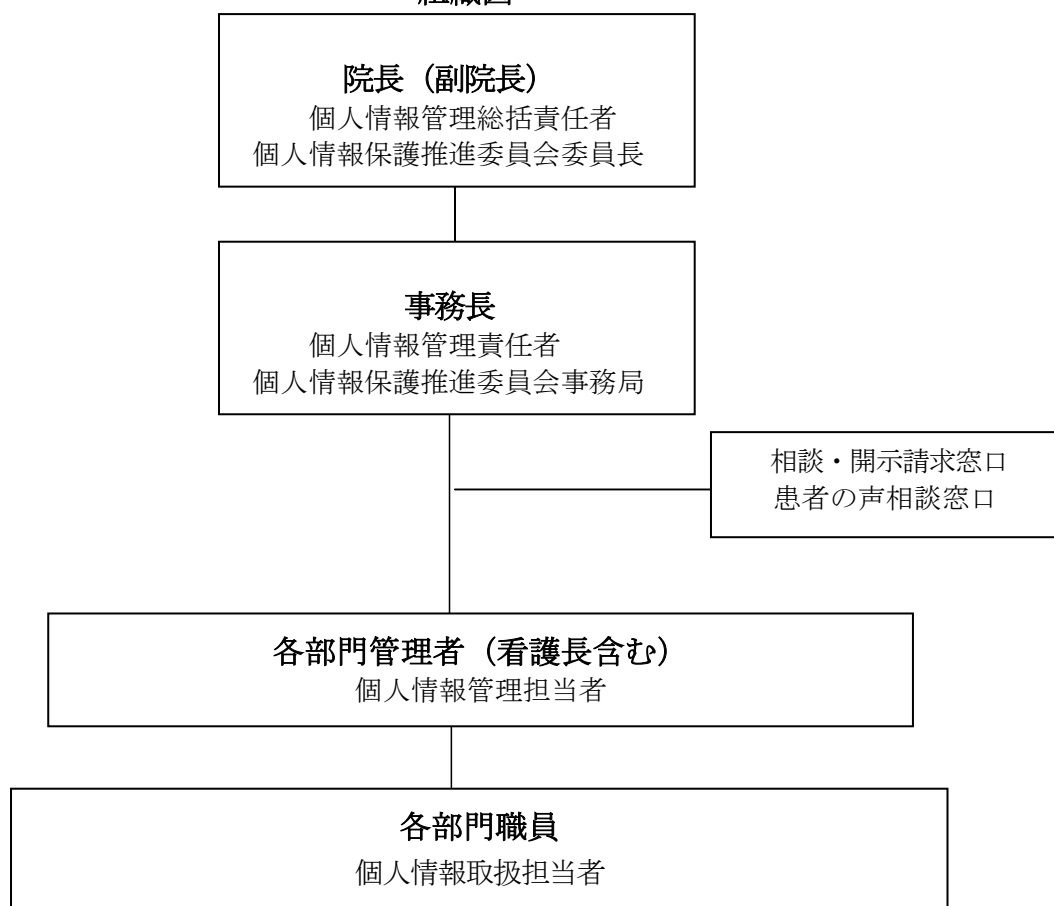 院長（副院長）
個人情報管理総括責任者
個人情報保護推進委員会委員長
事務長
個人情報管理責任者
個人情報保護推進委員会事務局
相談・開示請求窓口
患者の声相談窓口
各部門管理者（看護長含む）
個人情報管理担当者
各部門職員
個人情報取扱担当者